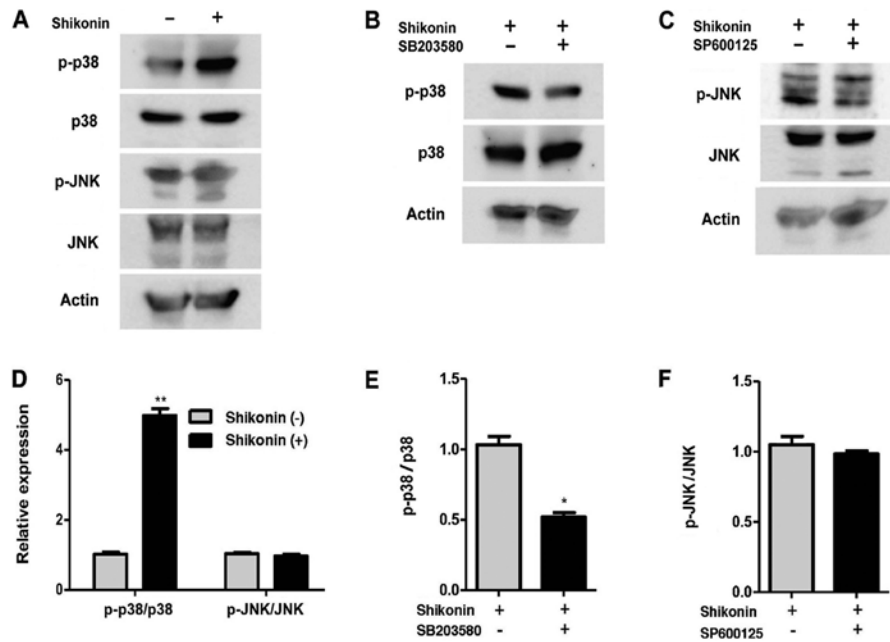 A
Shikonin - +
p-p38
p38
p-JNK
JNK
Actin
B
Shikonin + +
SB203580 - +
p-p38
p38
Actin
C
Shikonin + +
SP600125 - +
p-JNK
JNK
Actin
D
Relative expression
6
4
2
0
Shikonin (-)
Shikonin (+)
**
p-p38/p38 p-JNK/JNK
E
p-p38/p38
1.5
1.0
0.5
0.0
*
Shikonin + +
SB203580 - +
F
p-JNK/JNK
1.5
1.0
0.5
0.0
Shikonin + +
SP600125 - +